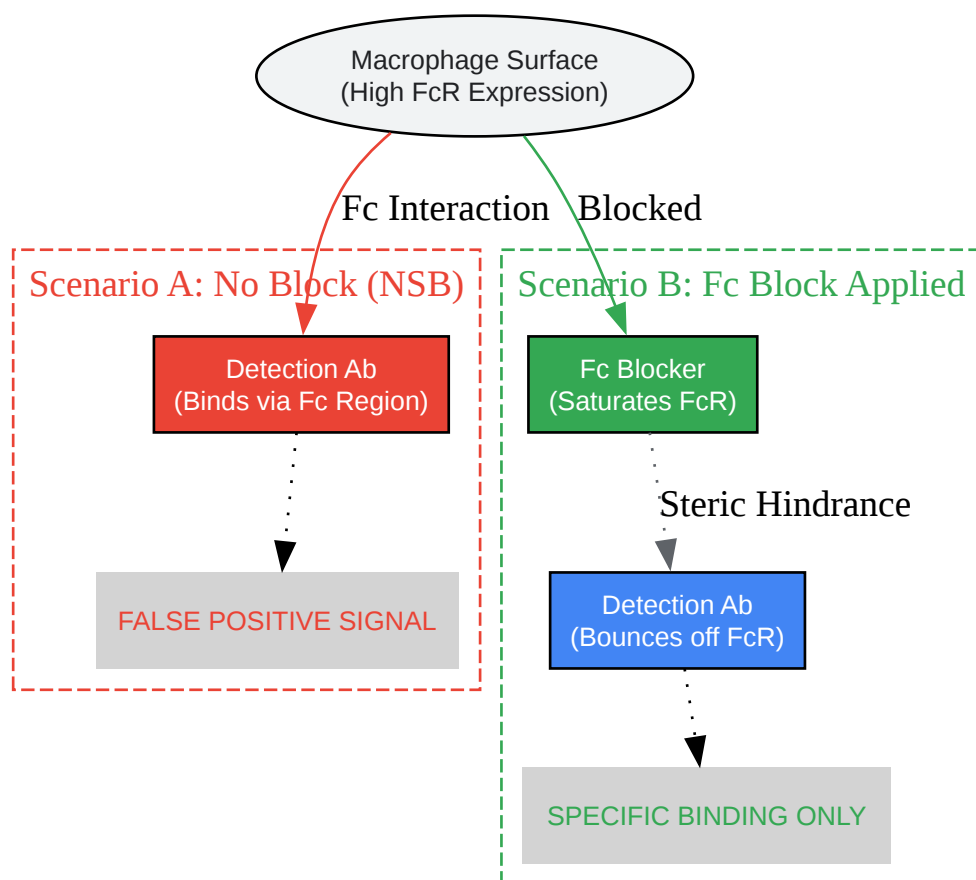 Macrophage Surface
(High FcR Expression)
Fc Interaction
Blocked
Scenario A: No Block (NSB)
Scenario B: Fc Block Applied
Detection Ab
(Binds via Fc Region)
Fc Blocker
(Saturates FcR)
Steric Hindrance
FALSE POSITIVE SIGNAL
Detection Ab
(Bounces off FcR)
SPECIFIC BINDING ONLY